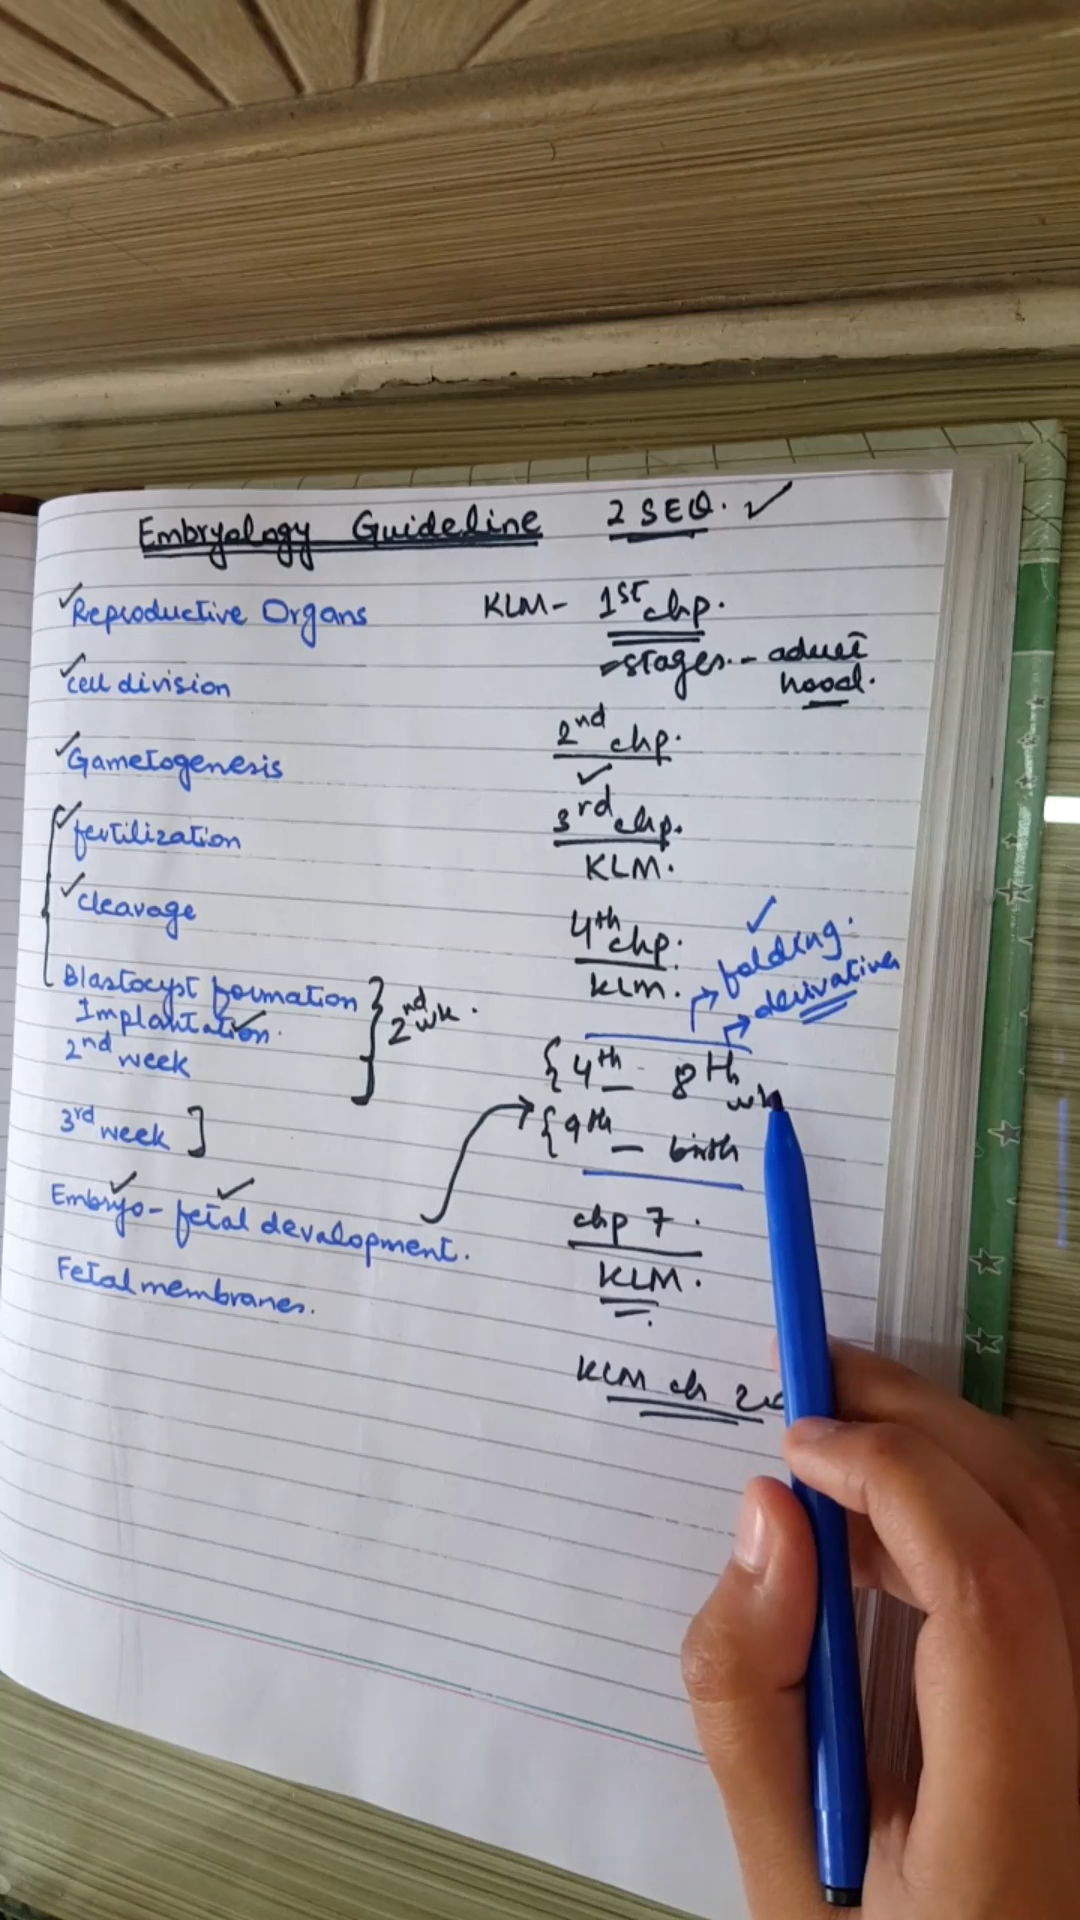 Embryology Guideline 2 SEQ.
Reproductive Organs KLM- 1st chp.
stages. - adult
hood.
cell division
2nd chp.
Gametogenesis
3rd chp.
KLM.
fertilization
cleavage
4th chp.
KLM.
folding.
derivatives
Blastocyst formation
Implantation.
2nd week
2nd wk.
4th - 8th
wk
3rd week
9th - birth
Embryo-fetal devalopment.
chp 7.
KLM.
Fetal membranes.
KLM ch